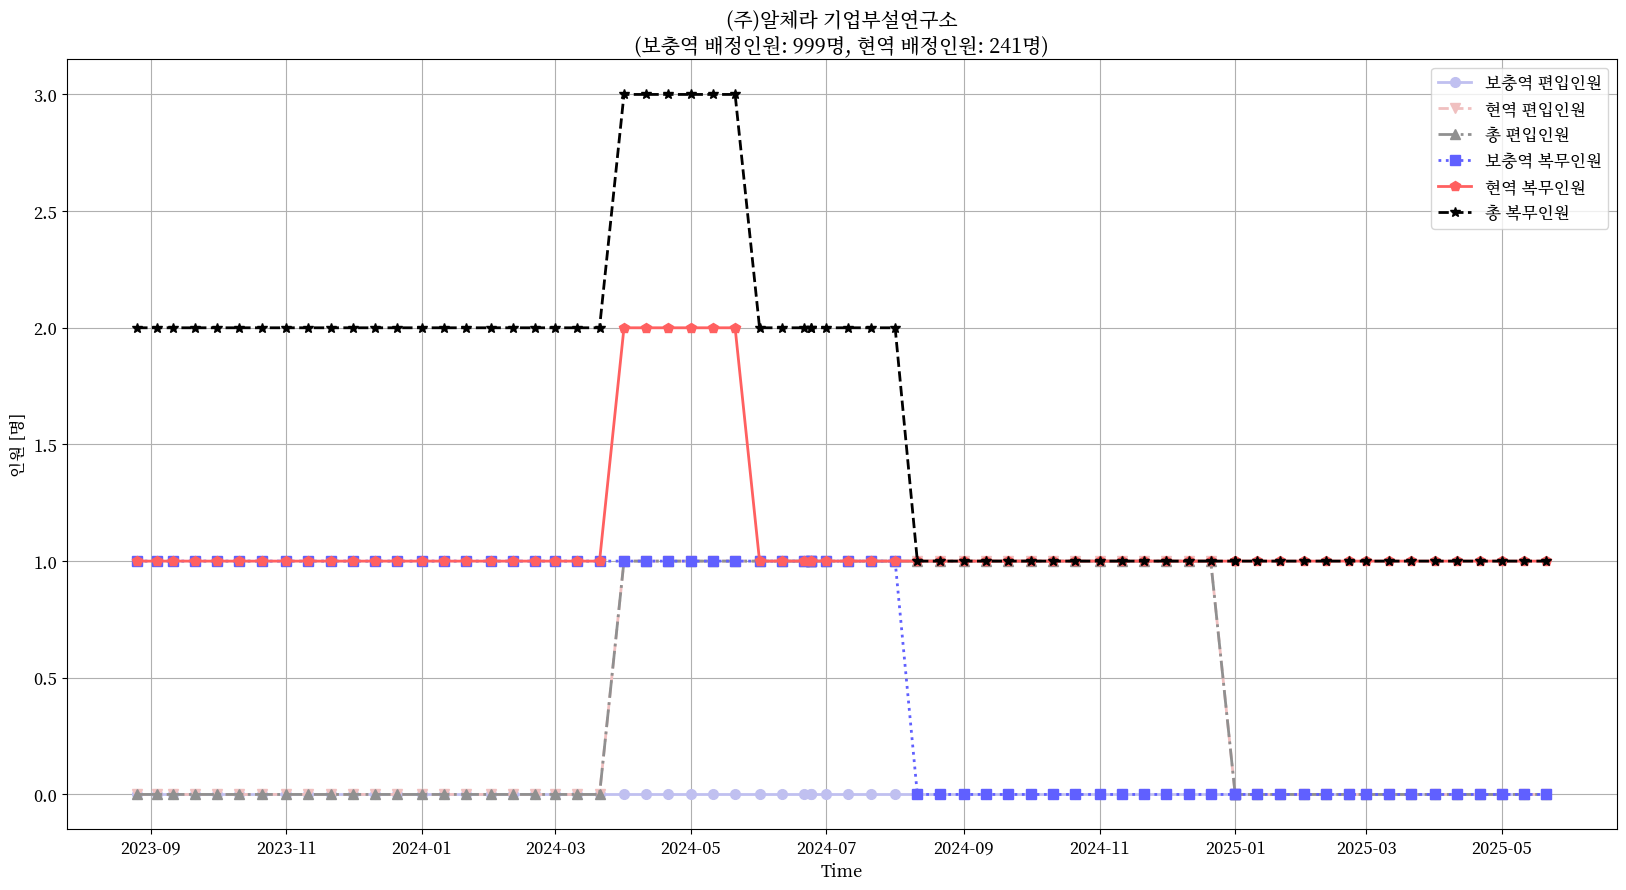 (주)알체라 기업부설연구소
(보충역 배정인원: 999명, 현역 배정인원: 241명)
보충역 편입인원
현역 편입인원
총 편입인원
보충역 복무인원
현역 복무인원
총 복무인원
인원 [명]
3.0
2.5
2.0
1.5
1.0
0.5
0.0
2023-09 2023-11 2024-01 2024-03 2024-05 2024-07 2024-09 2024-11 2025-01 2025-03 2025-05
Time